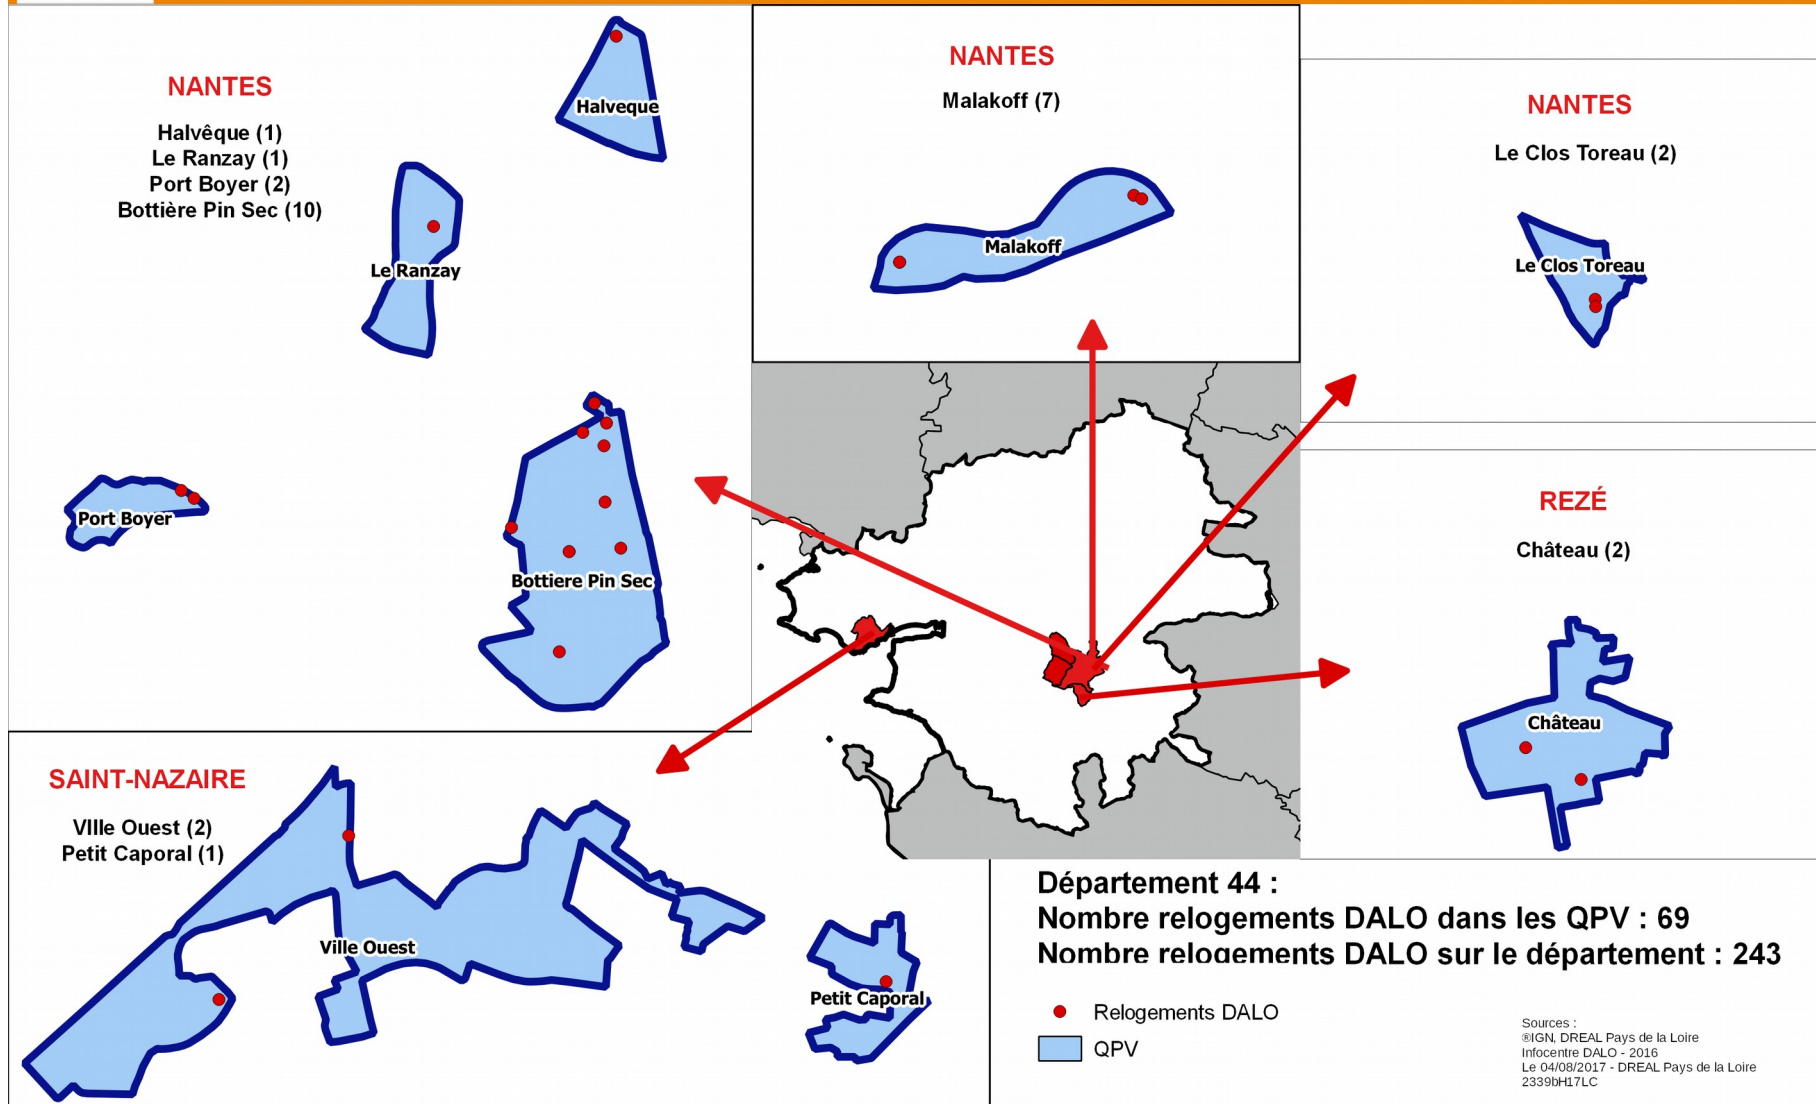 NANTES
Halvêque (1)
Le Ranzay (1)
Port Boyer (2)
Bottière Pin Sec (10)
Halveque
Le Ranzay
Port Boyer
Bottiere Pin Sec
NANTES
Malakoff (7)
Malakoff
NANTES
Le Clos Toreau (2)
Le Clos Toreau
REZÉ
Château (2)
Château
SAINT-NAZAIRE
VIlle Ouest (2)
Petit Caporal (1)
Ville Ouest
Petit Caporal
Département 44 :
Nombre relogements DALO dans les QPV : 69
Nombre relogements DALO sur le département : 243
Relogements DALO
QPV
Sources :
®IGN, DREAL Pays de la Loire
Infocentre DALO - 2016
Le 04/08/2017 - DREAL Pays de la Loire
2339bH17LC